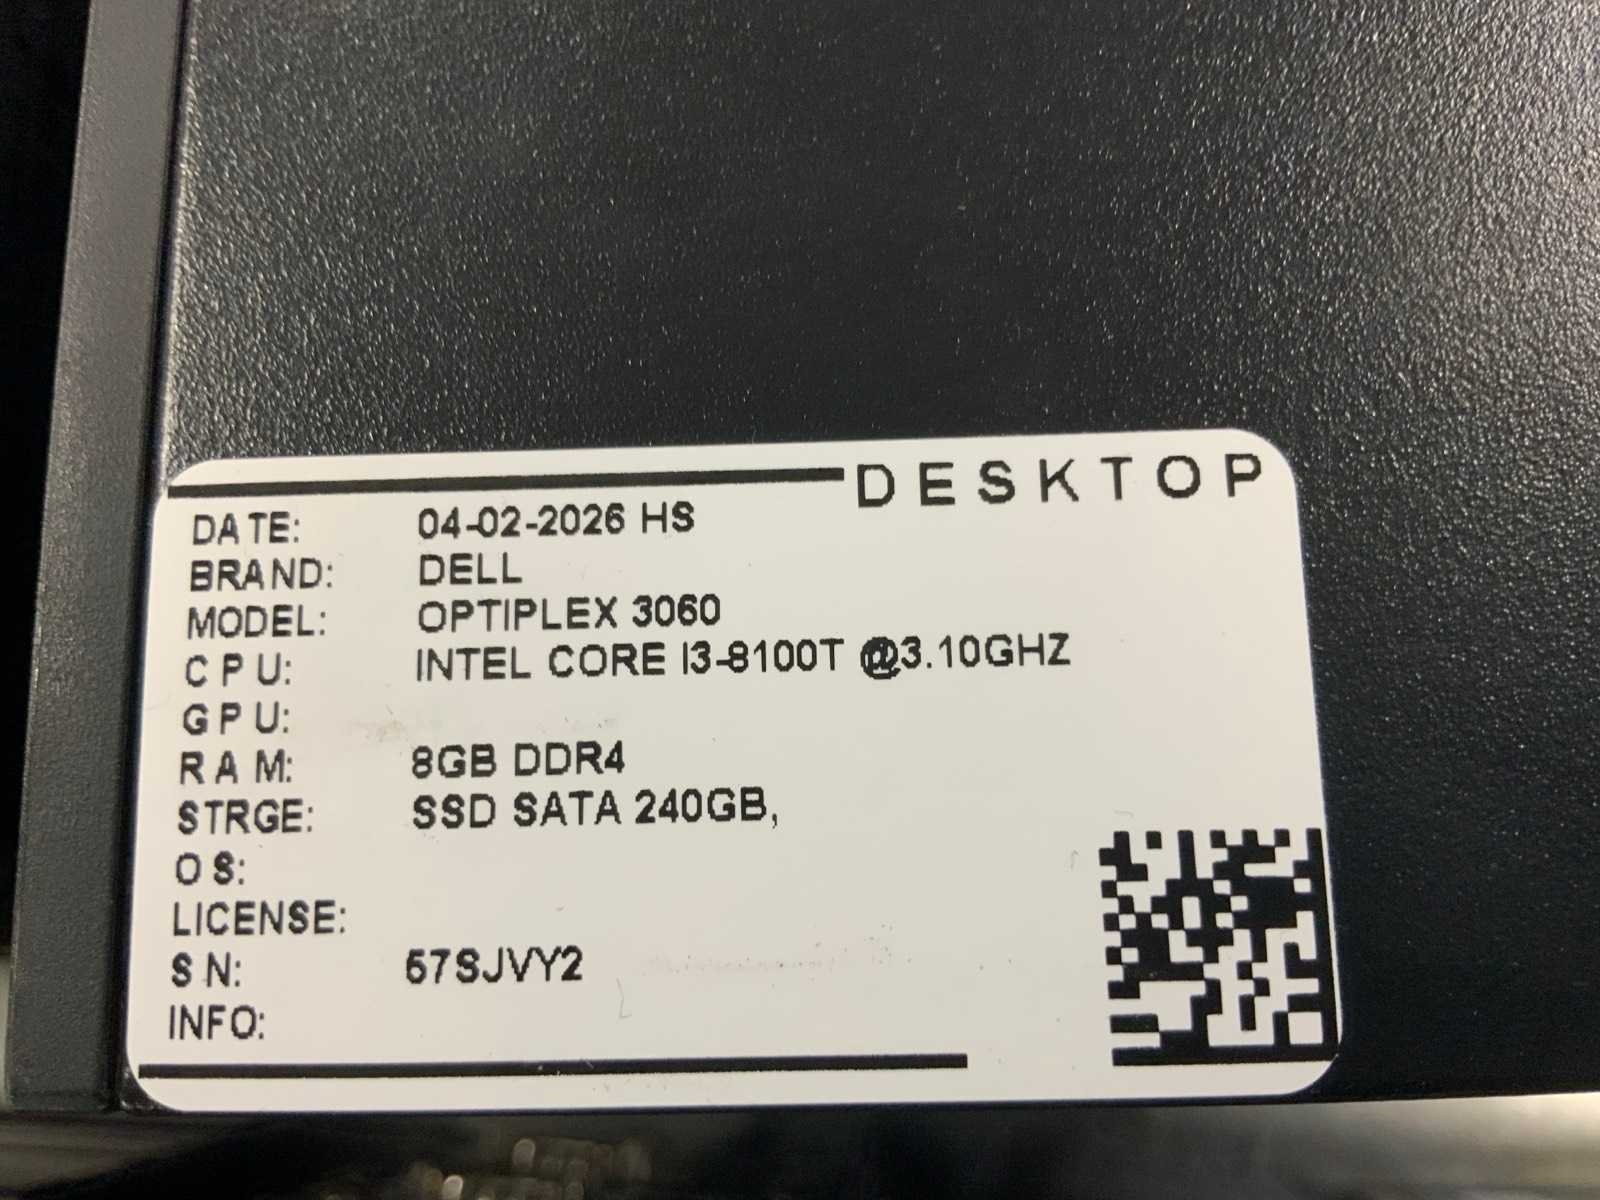 DESKTOP
DATE: 04-02-2026 HS
BRAND: DELL
MODEL: OPTIPLEX 3060
CPU: INTEL CORE I3-8100T @3.10GHZ
GPU:
RAM: 8GB DDR4
STRGE: SSD SATA 240GB,
OS:
LICENSE:
SN: 57SJVY2
INFO: